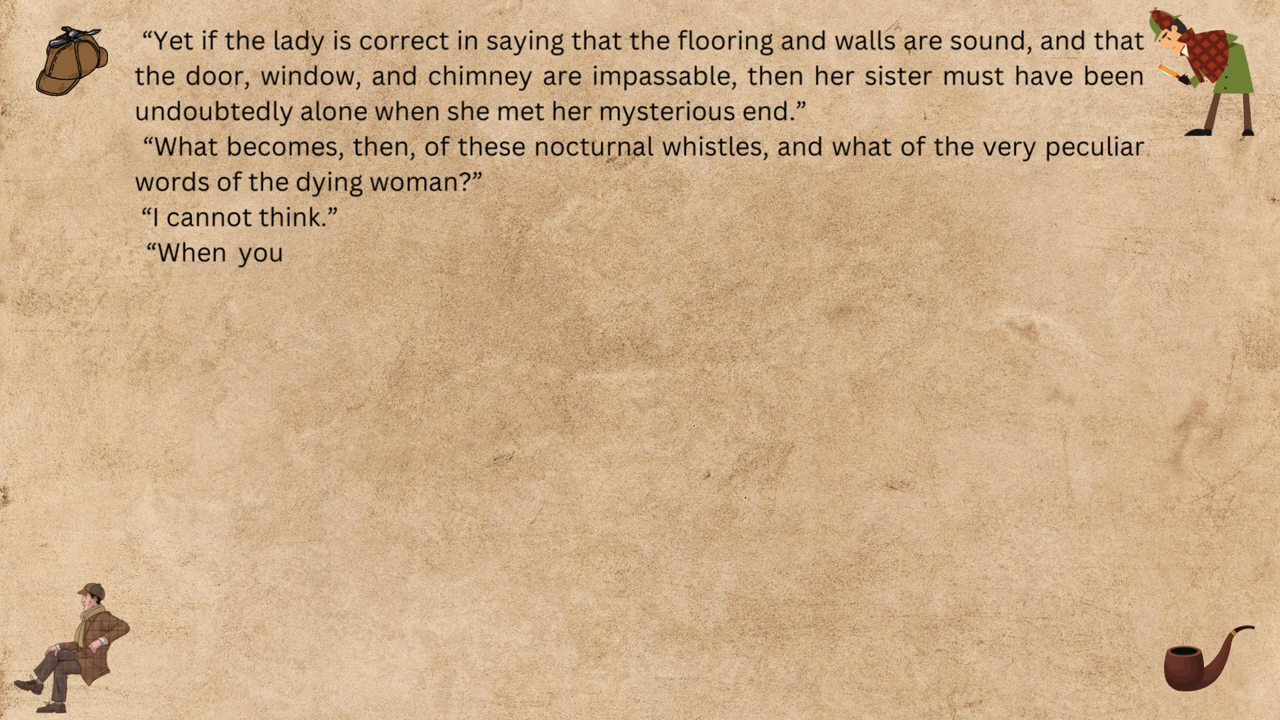 “Yet if the lady is correct in saying that the flooring and walls are sound, and that
the door, window, and chimney are impassable, then her sister must have been
undoubtedly alone when she met her mysterious end.”
“What becomes, then, of these nocturnal whistles, and what of the very peculiar
words of the dying woman?”
“I cannot think.”
“When you